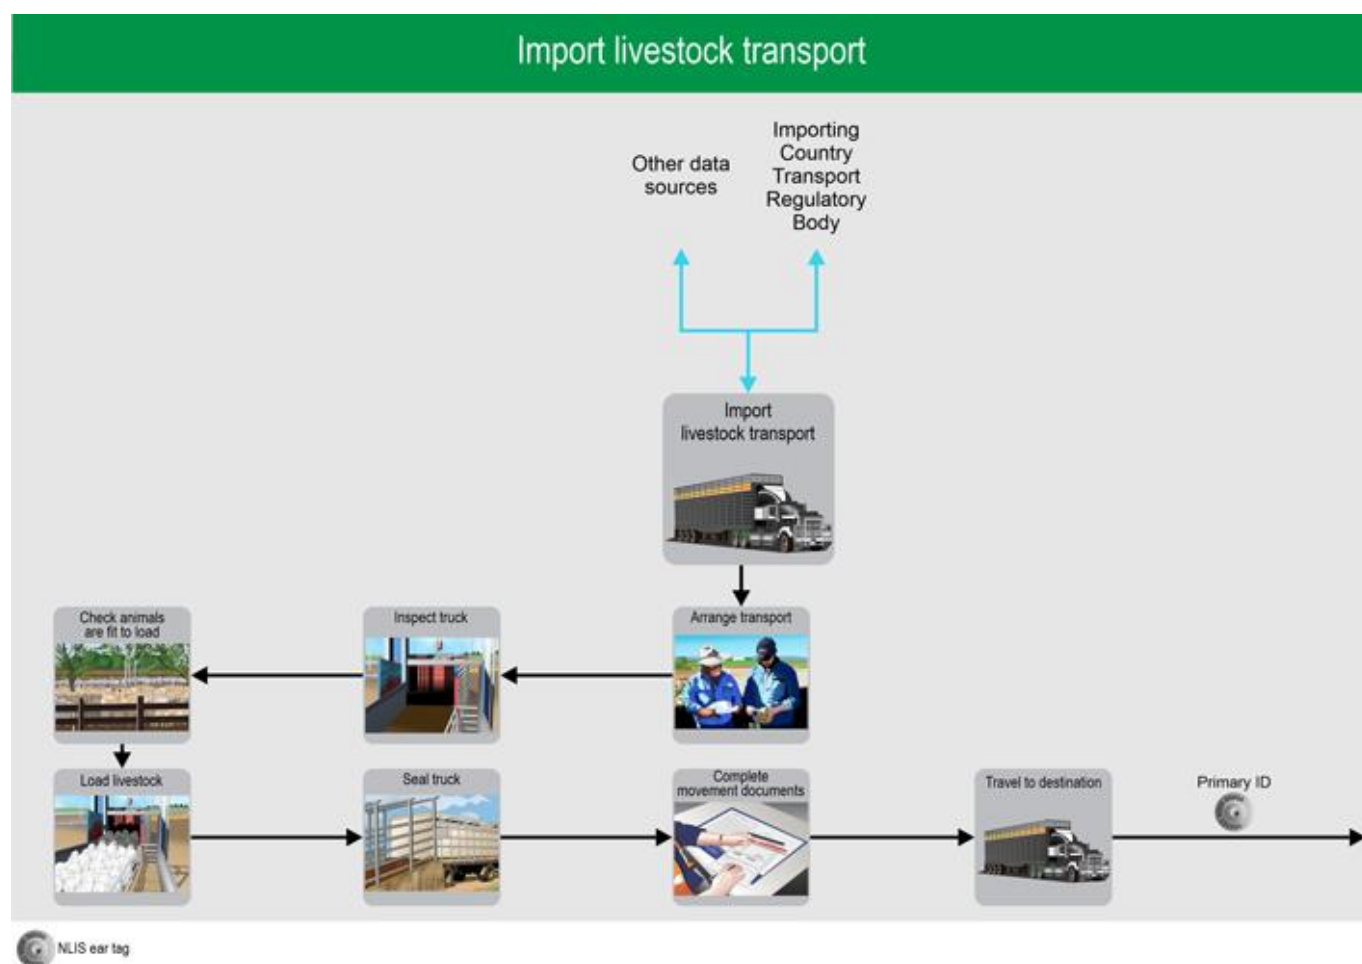 Import livestock transport
Other data
sources
Importing
Country
Transport
Regulatory
Body
Import
livestock transport
Check animals
are fit to load
Inspect truck
Arrange transport
Load livestock
Seal truck
Complete
movement documents
Travel to destination
Primary ID
NLIS ear tag